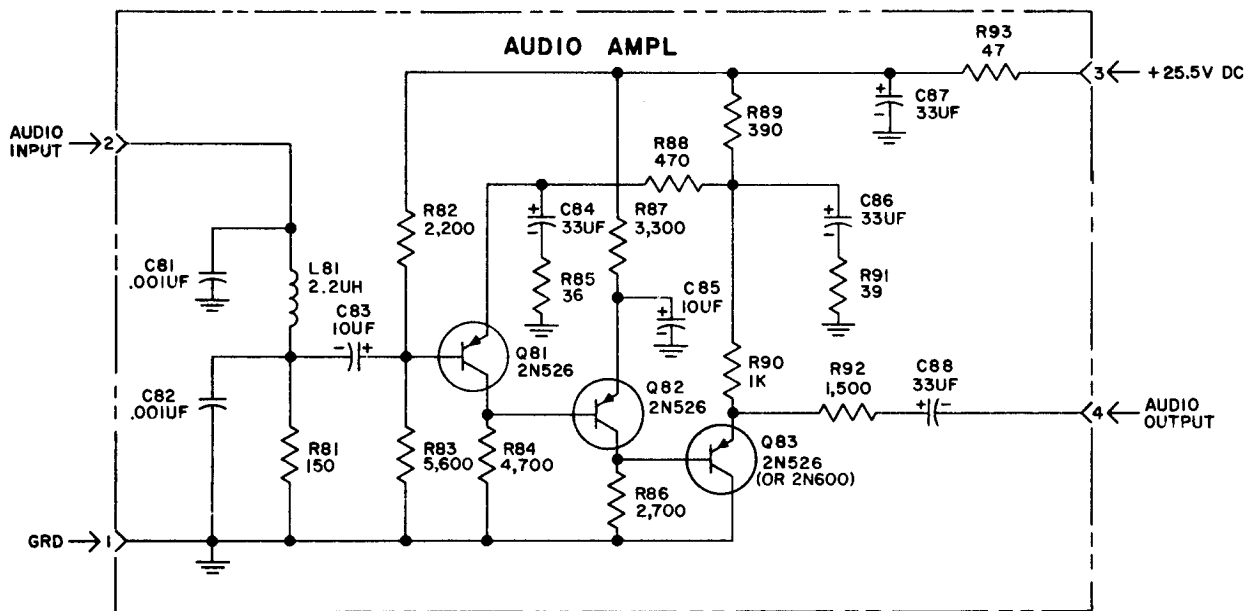 AUDIO AMPL
R93
47
3
+25.5V DC
C87
33UF
R89
390
AUDIO
INPUT
2
R88
470
R82
2,200
C84
33UF
R87
3,300
C86
33UF
C81
.001UF
L81
2.2UH
R85
36
C85
10UF
R91
39
C83
10UF
Q81
2N526
R90
1K
C82
.001UF
Q82
2N526
R92
1,500
C88
33UF
4
AUDIO
OUTPUT
R81
150
R83
5,600
R84
4,700
Q83
2N526
(OR 2N600)
R86
2,700
GRD
1